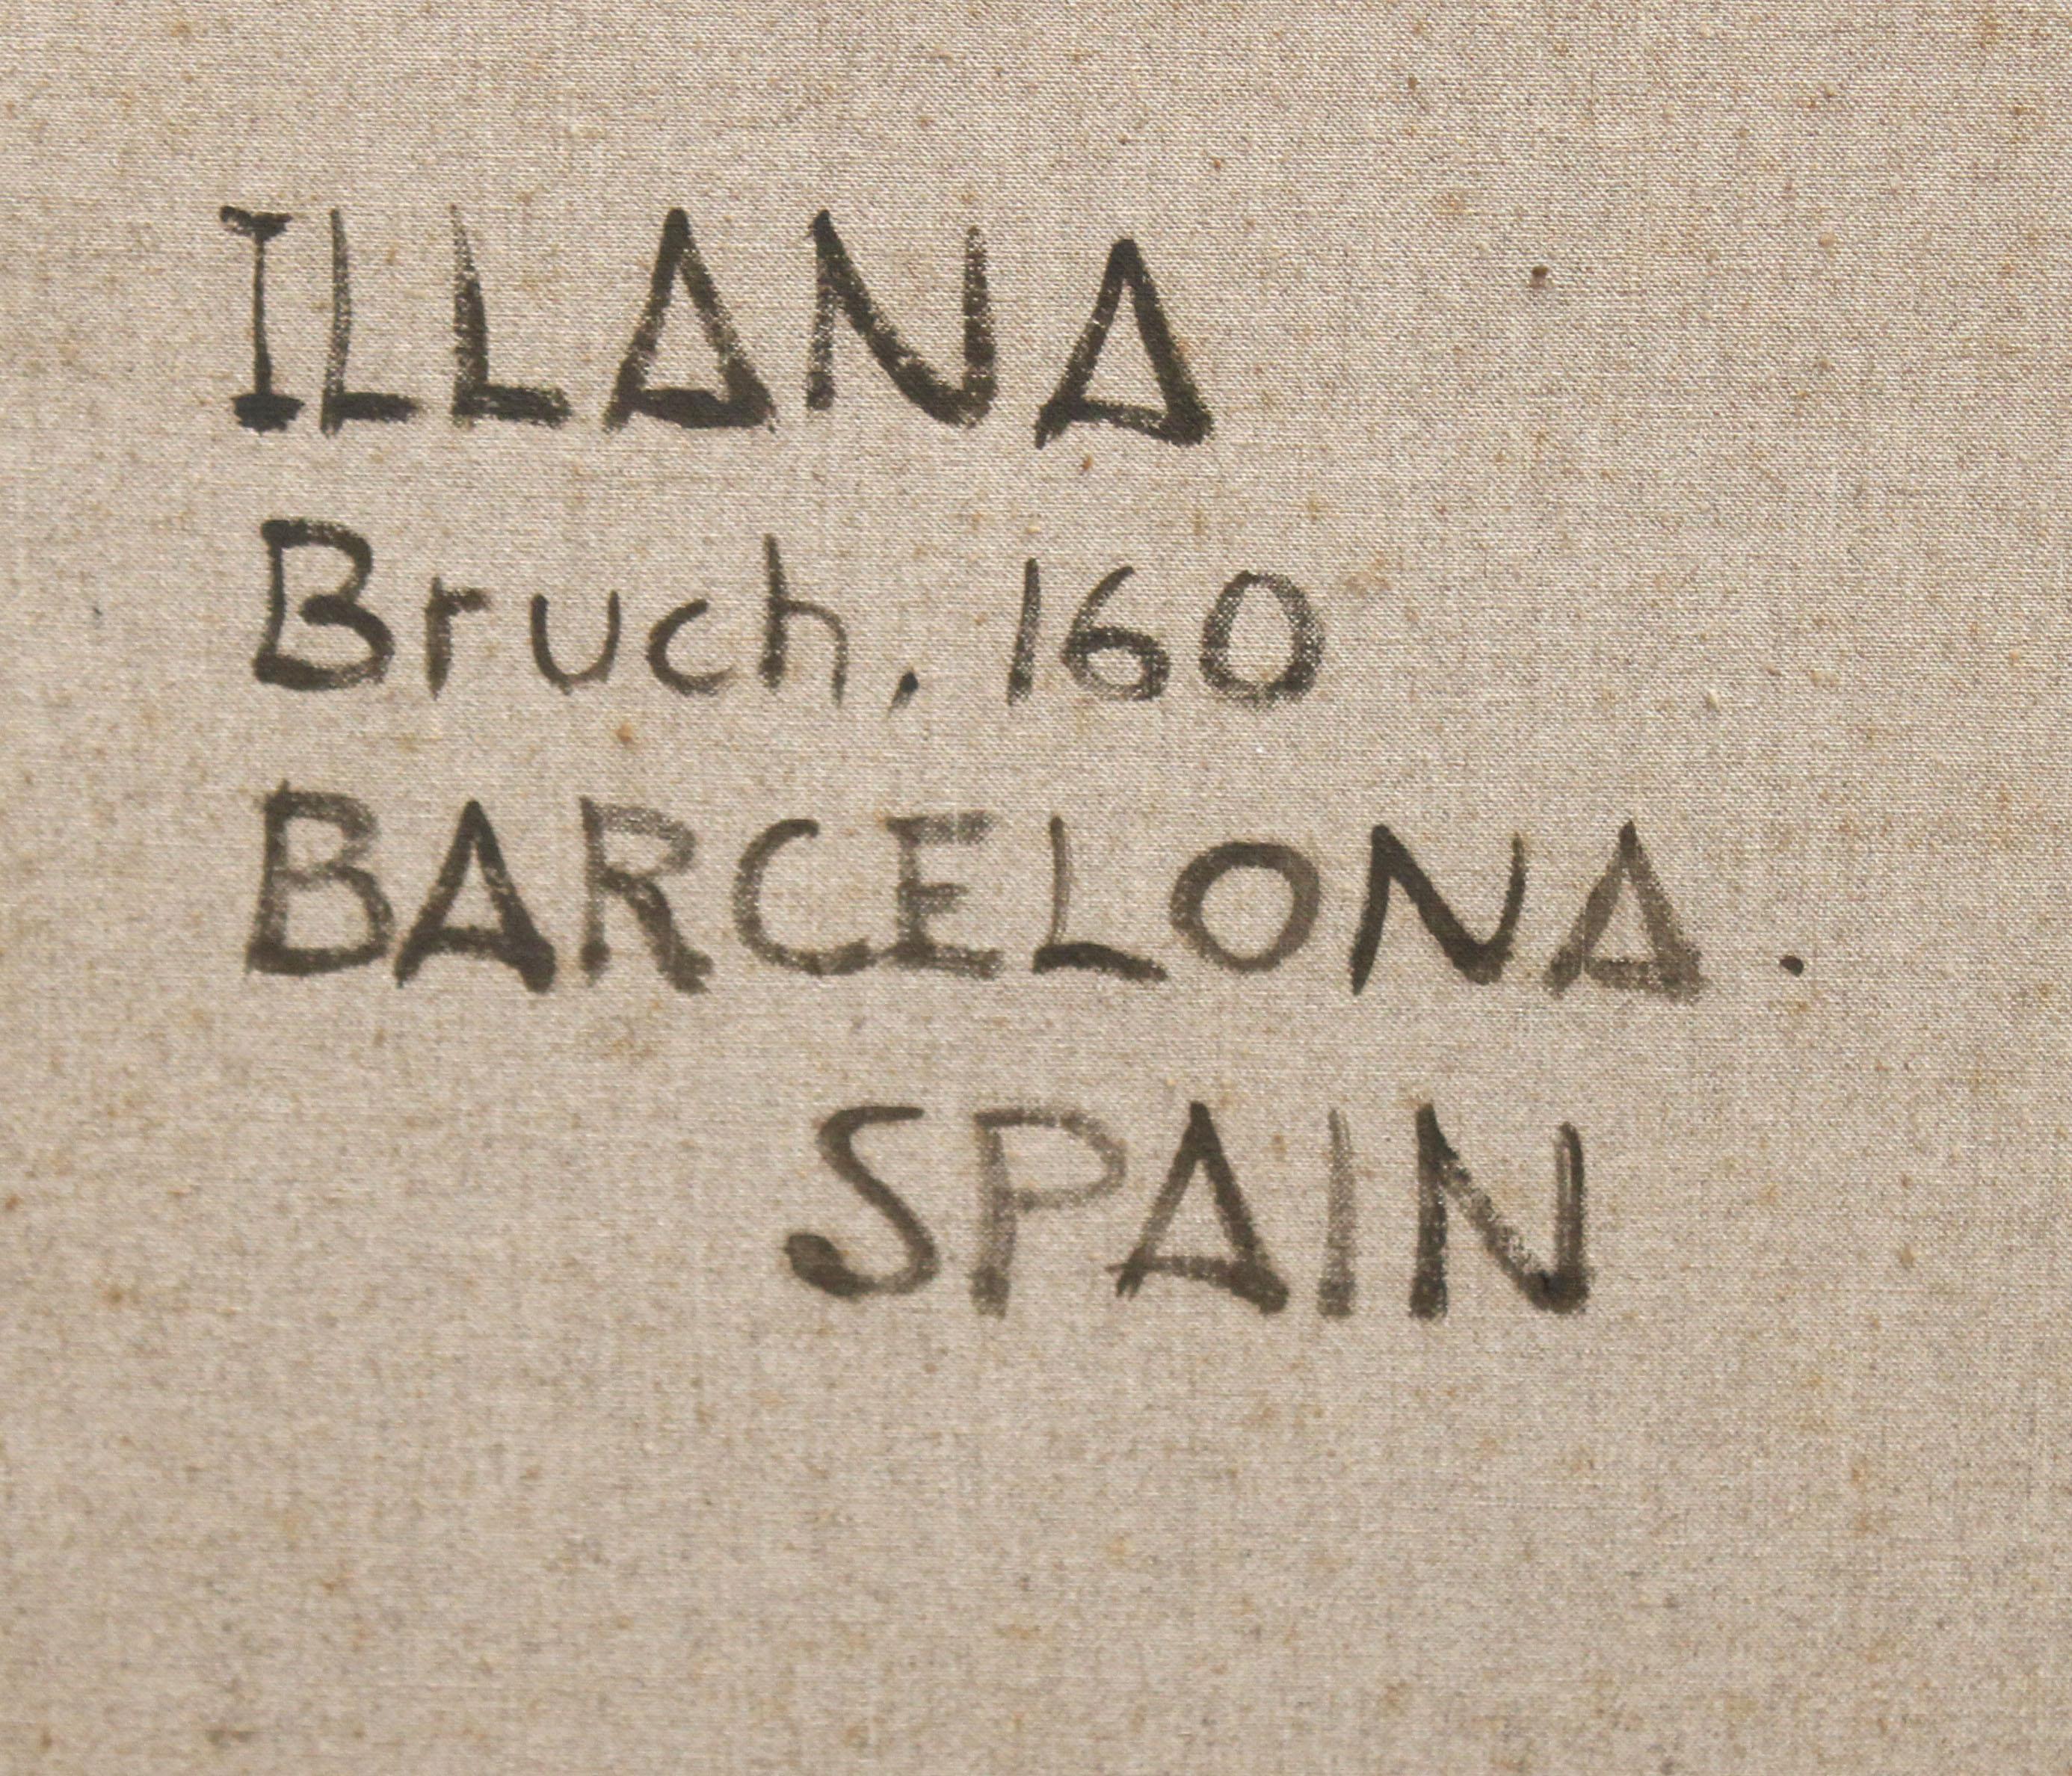 ILLANA
Bruch, 160
BARCELONA.
SPAIN